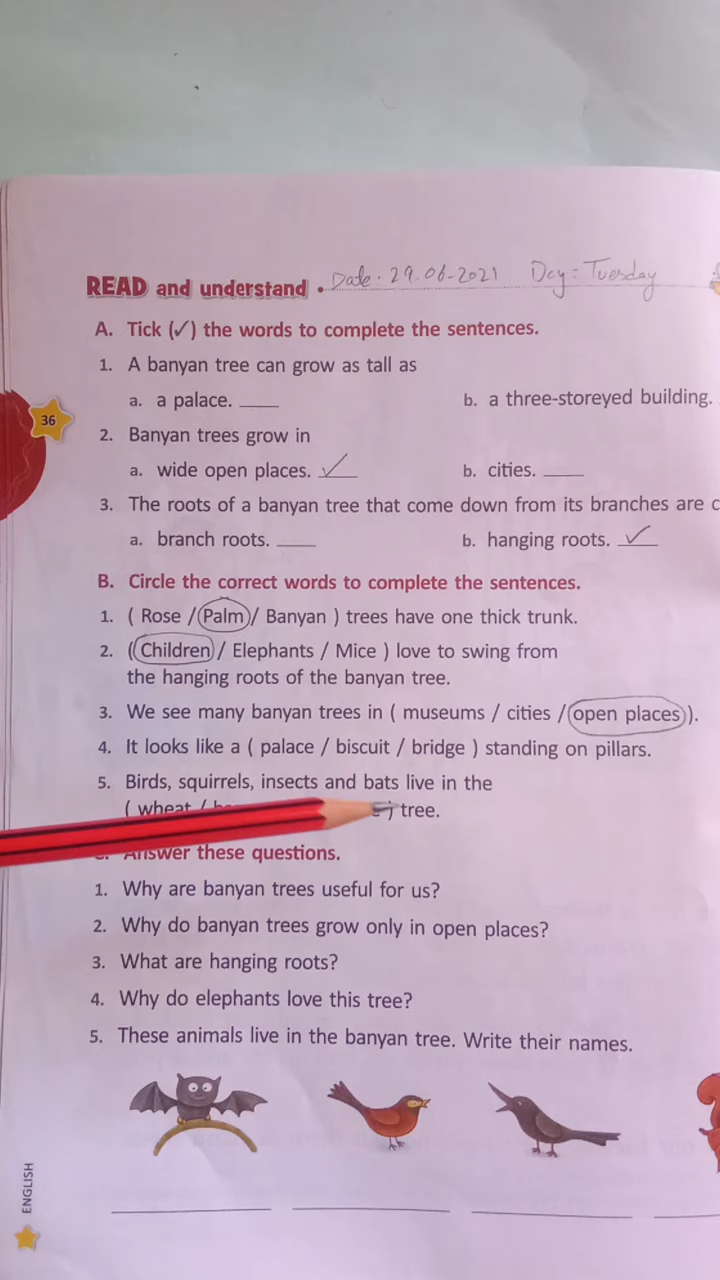 READ and understand • Date . 29-06-2021 Day = Tuesday
A. Tick (✓) the words to complete the sentences.
1. A banyan tree can grow as tall as
a. a palace. ____ b. a three-storeyed building.
36
2. Banyan trees grow in
a. wide open places. ✓ b. cities. ____
3. The roots of a banyan tree that come down from its branches are c
a. branch roots. ____ b. hanging roots. ✓
B. Circle the correct words to complete the sentences.
1. ( Rose / Palm / Banyan ) trees have one thick trunk.
2. ( Children / Elephants / Mice ) love to swing from
the hanging roots of the banyan tree.
3. We see many banyan trees in ( museums / cities / open places ).
4. It looks like a ( palace / biscuit / bridge ) standing on pillars.
5. Birds, squirrels, insects and bats live in the
( wheat / ) tree.
C. Answer these questions.
1. Why are banyan trees useful for us?
2. Why do banyan trees grow only in open places?
3. What are hanging roots?
4. Why do elephants love this tree?
5. These animals live in the banyan tree. Write their names.
ENGLISH